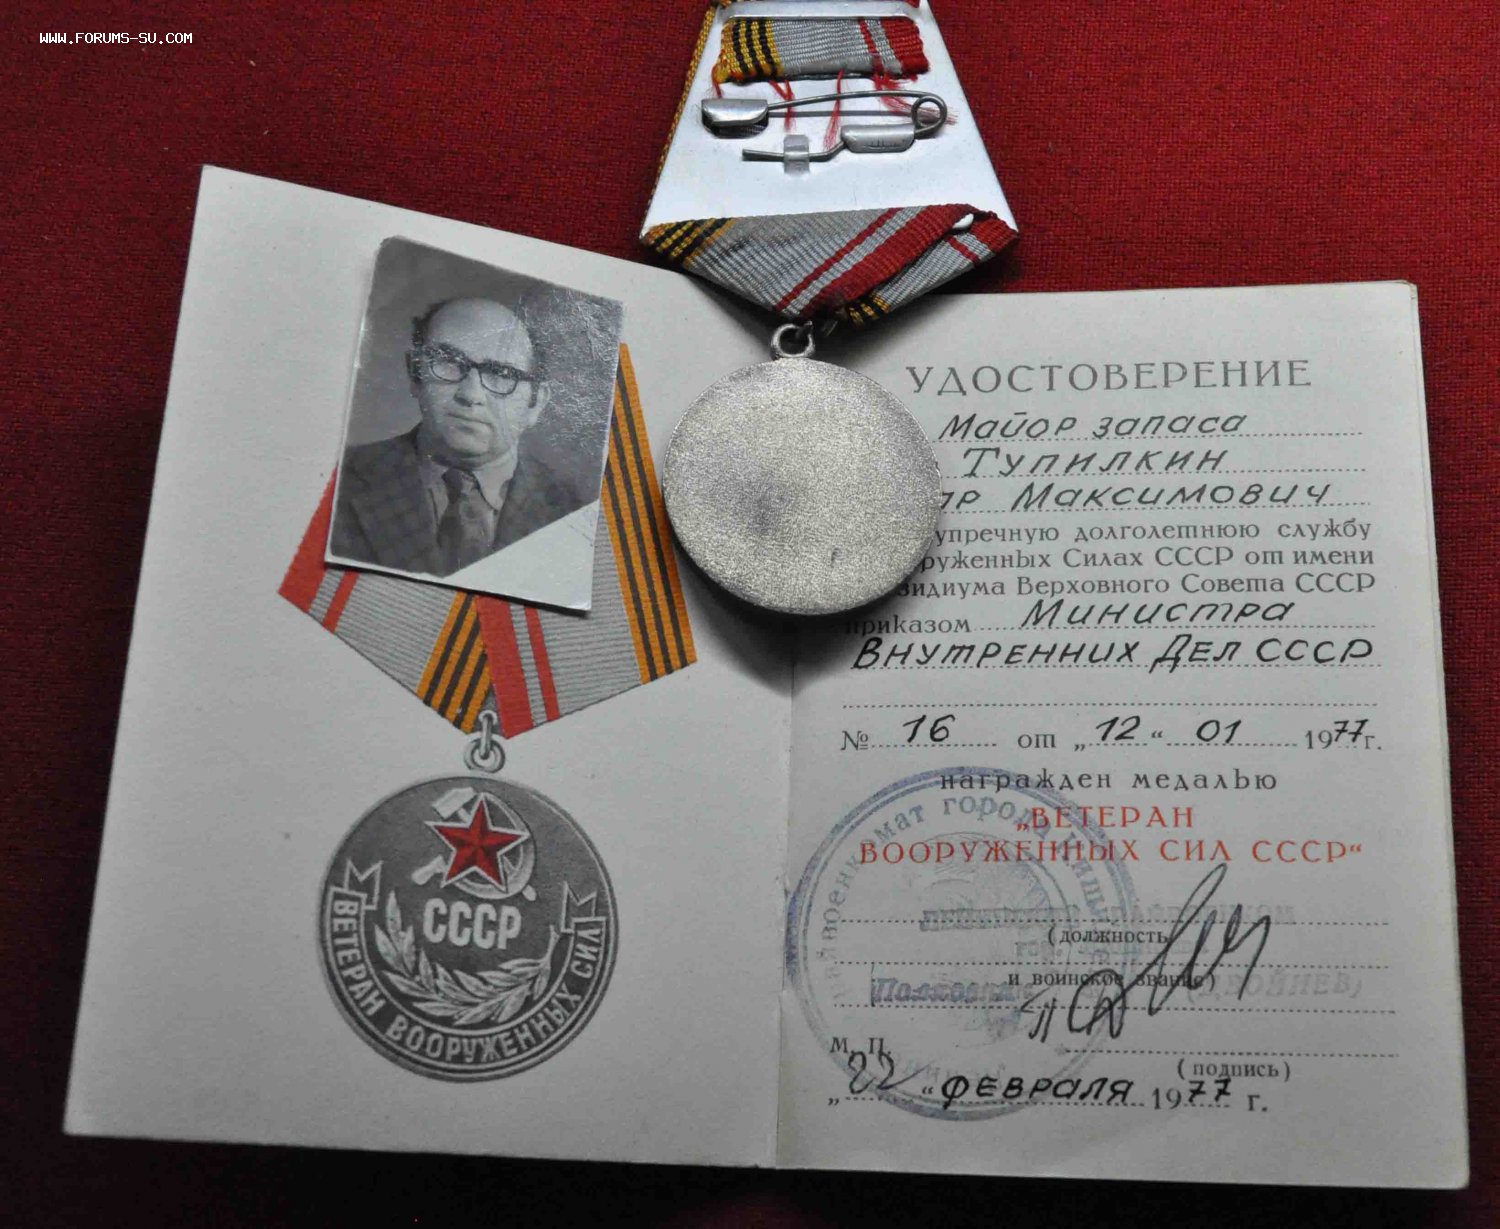 WWW.FORUMS-SU.COM
СССР
ВЕТЕРАН ВООРУЖЕННЫХ СИЛ
УДОСТОВЕРЕНИЕ
Майор запаса
Тупилкин
Максимович
упречную долголетнюю службу
руженных Силах СССР от имени
зидиума Верховного Совета СССР
приказом Министра
Внутренних Дел СССР
№ 16 от „12“ 01 1977г.
награжден медалью
„ВЕТЕРАН
ВООРУЖЕННЫХ СИЛ СССР“
(должность
и воинское звание)
М. П.
(подпись)
„22“ февраля 1977 г.